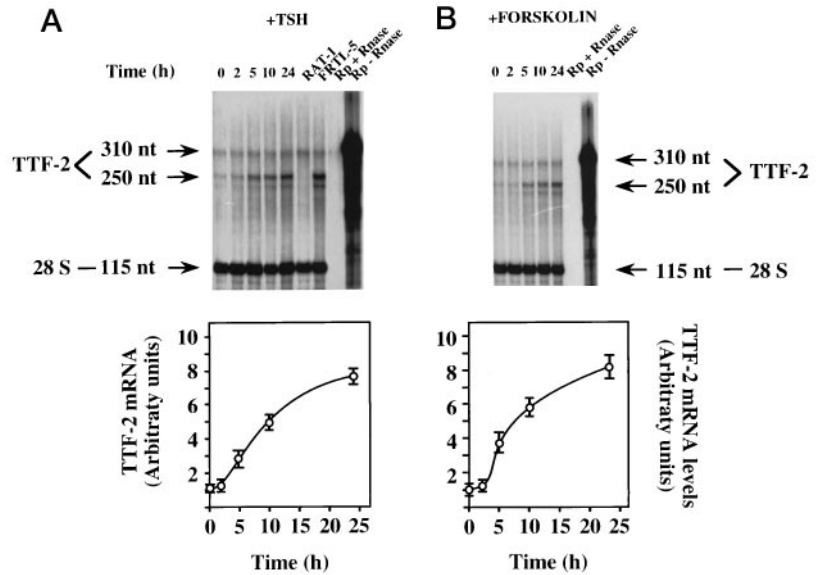 A
+TSH
Time (h) 0 2 5 10 24 RAT-1 FRTL-5 Rp + Rnase Rp - Rnase
TTF-2
310 nt
250 nt
28 S
115 nt
TTF-2 mRNA
(Arbitraty units)
10
8
6
4
2
0 5 10 15 20 25
Time (h)
B
+FORSKOLIN
0 2 5 10 24 Rp + Rnase Rp - Rnase
310 nt
250 nt
TTF-2
115 nt
28 S
10
8
6
4
2
0 5 10 15 20 25
Time (h)
TTF-2 mRNA levels
(Arbitraty units)